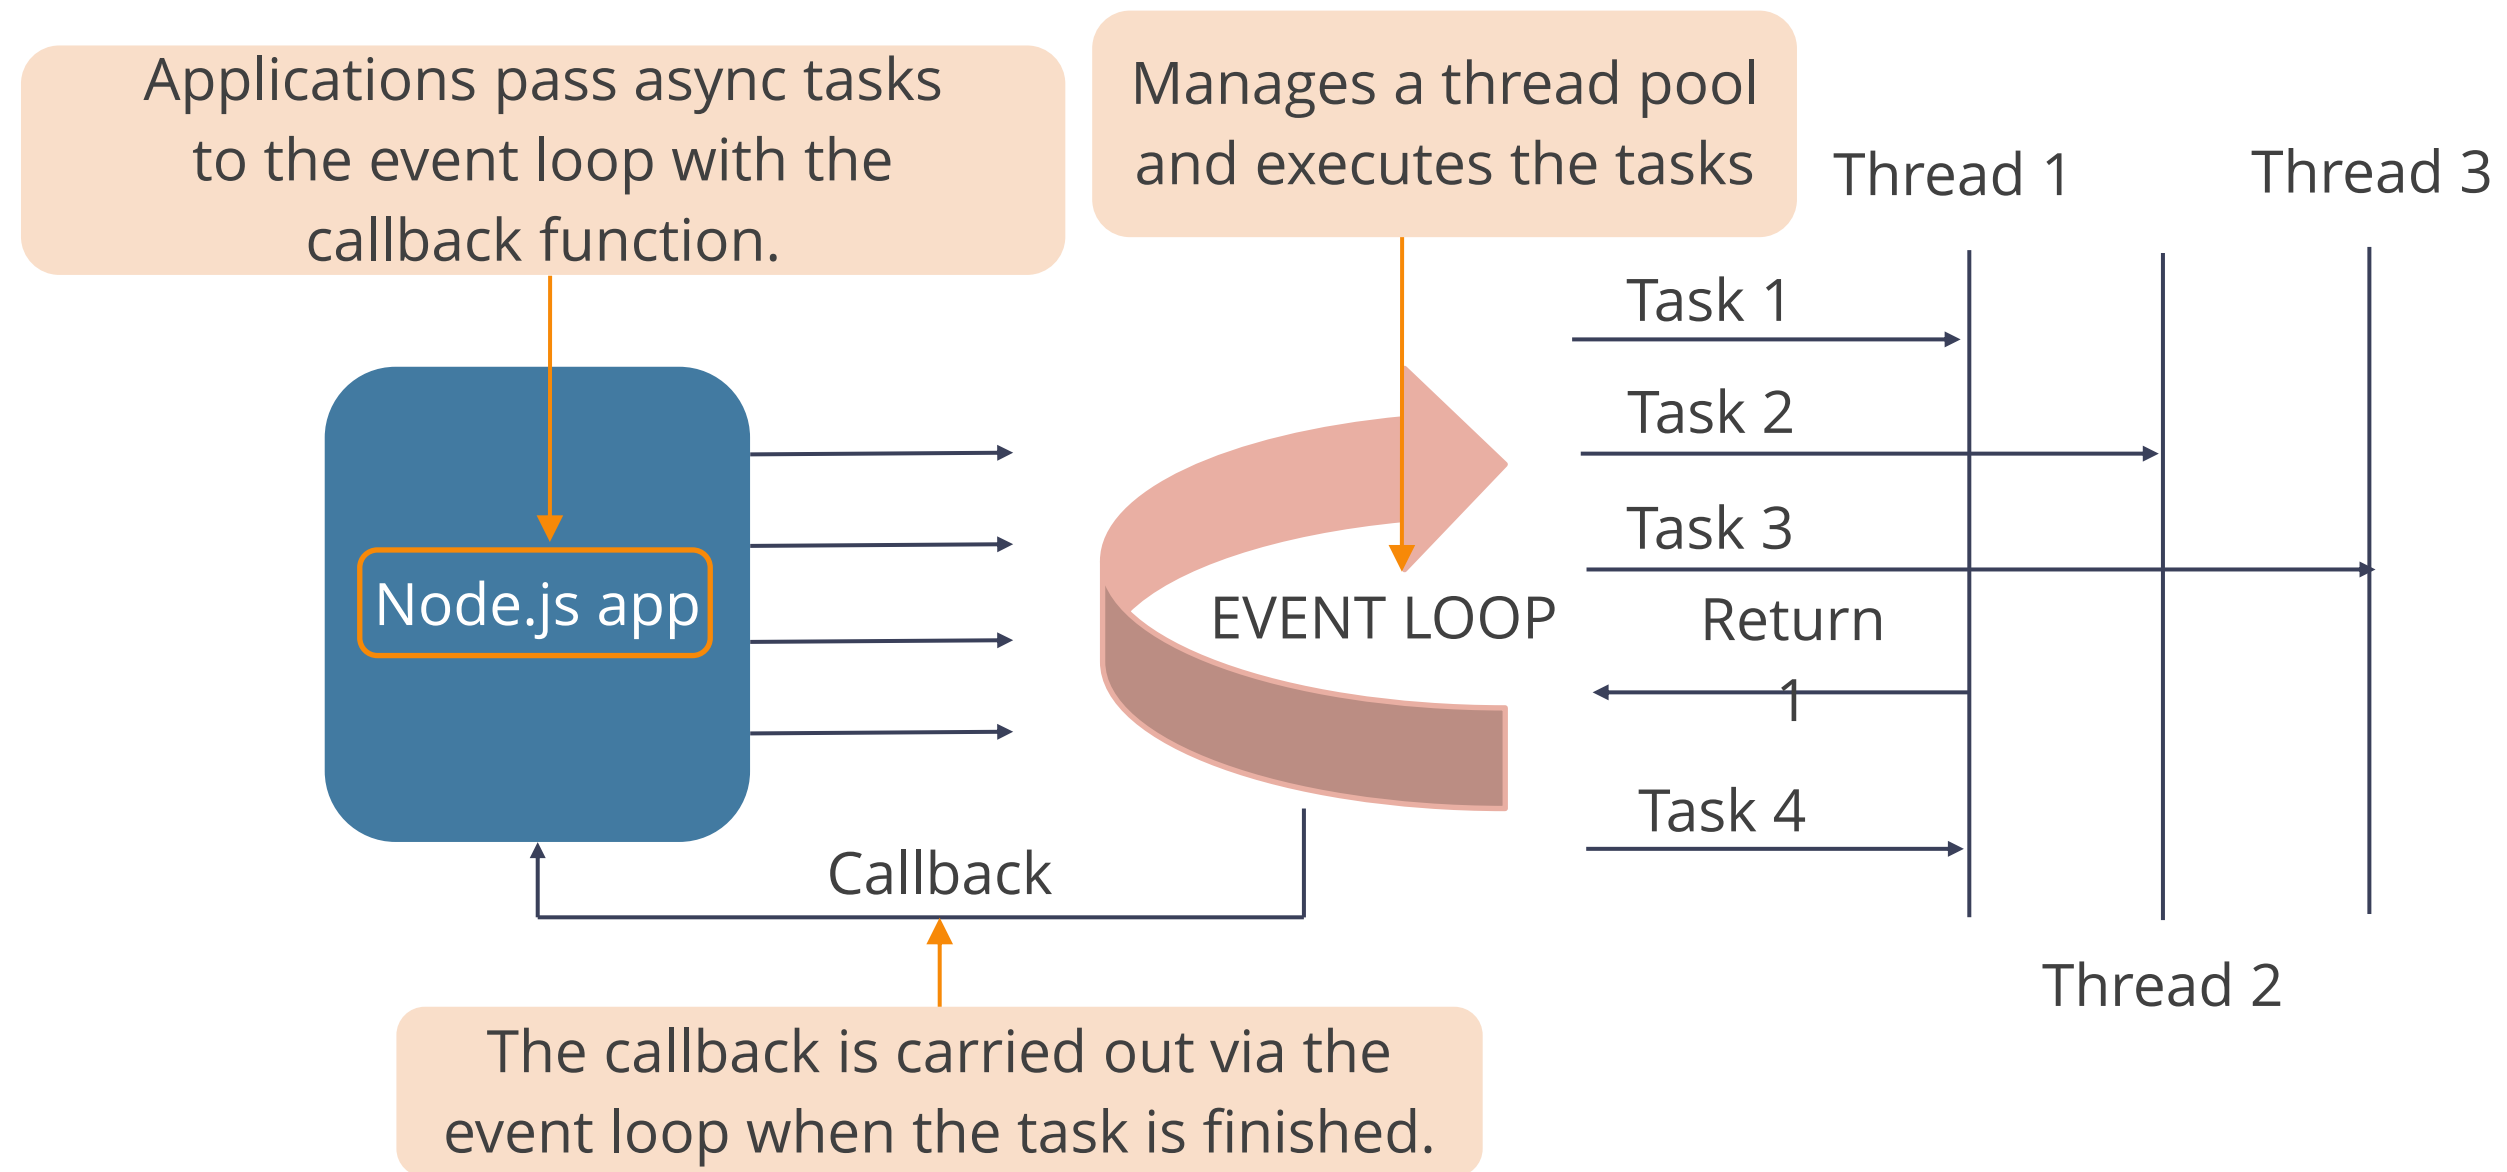 Applications pass async tasks
to the event loop with the
callback function.
Manages a thread pool
and executes the tasks
Thread 1
Thread 3
Task 1
Task 2
Task 3
Node.js app
EVENT LOOP
Return
1
Task 4
Callback
Thread 2
The callback is carried out via the
event loop when the task is finished.